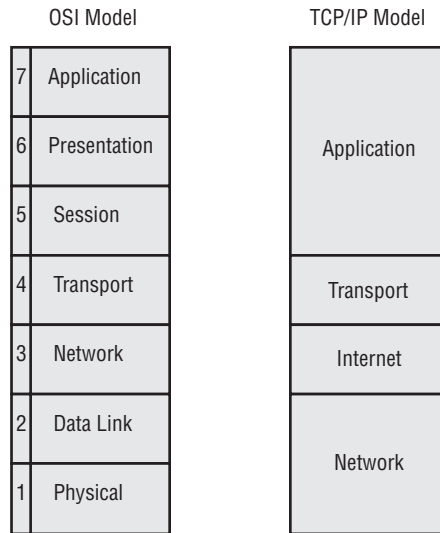 OSI Model
7 Application
6 Presentation
5 Session
4 Transport
3 Network
2 Data Link
1 Physical
TCP/IP Model
Application
Transport
Internet
Network